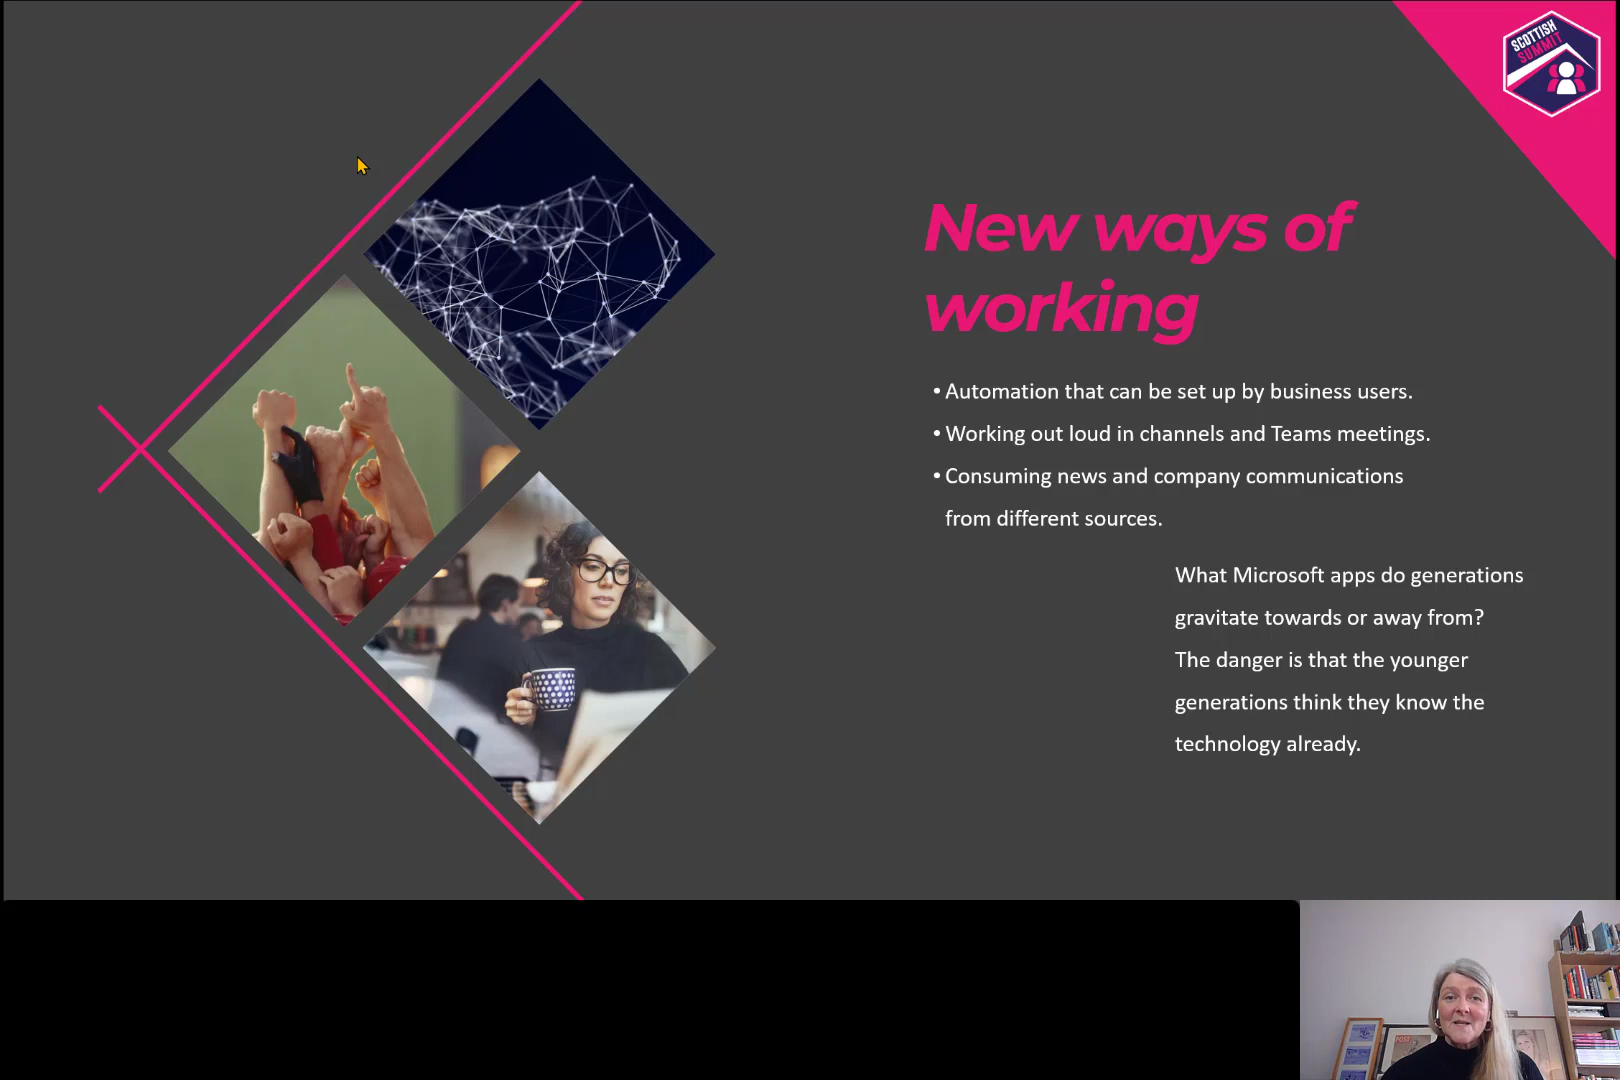 SCOTTISH
SUMMIT
New ways of
working
• Automation that can be set up by business users.
• Working out loud in channels and Teams meetings.
• Consuming news and company communications
from different sources.
What Microsoft apps do generations
gravitate towards or away from?
The danger is that the younger
generations think they know the
technology already.